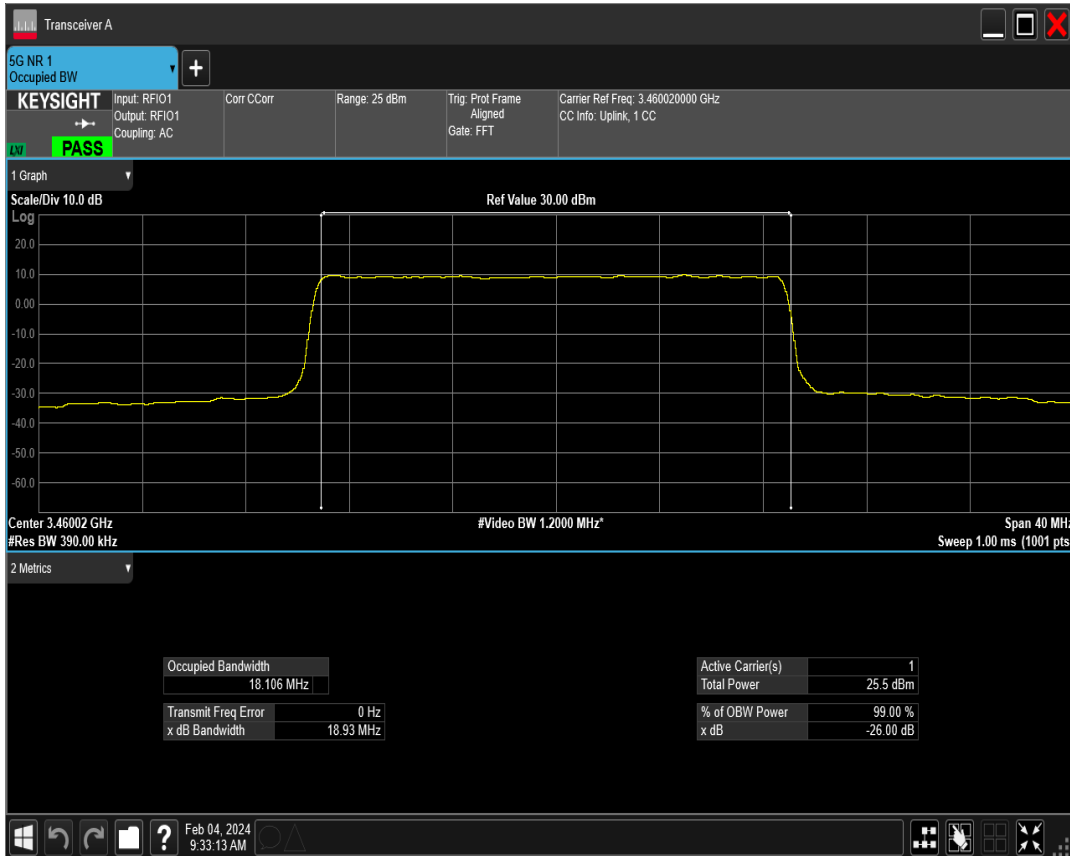 Transceiver A
5G NR 1
Occupied BW
KEYSIGHT
LXI
PASS
Input: RFIO1
Output: RFIO1
Coupling: AC
Corr CCorr
Range: 25 dBm
Trig: Prot Frame
Aligned
Gate: FFT
Carrier Ref Freq: 3.460020000 GHz
CC Info: Uplink, 1 CC
1 Graph
Scale/Div 10.0 dB
Ref Value 30.00 dBm
Log
20.0
10.0
0.00
-10.0
-20.0
-30.0
-40.0
-50.0
-60.0
Center 3.46002 GHz
#Video BW 1.2000 MHz*
Span 40 MHz
#Res BW 390.00 kHz
Sweep 1.00 ms (1001 pts
2 Metrics
Occupied Bandwidth
18.106 MHz
Transmit Freq Error 0 Hz
x dB Bandwidth 18.93 MHz
Active Carrier(s) 1
Total Power 25.5 dBm
% of OBW Power 99.00 %
x dB -26.00 dB
?
Feb 04, 2024
9:33:13 AM